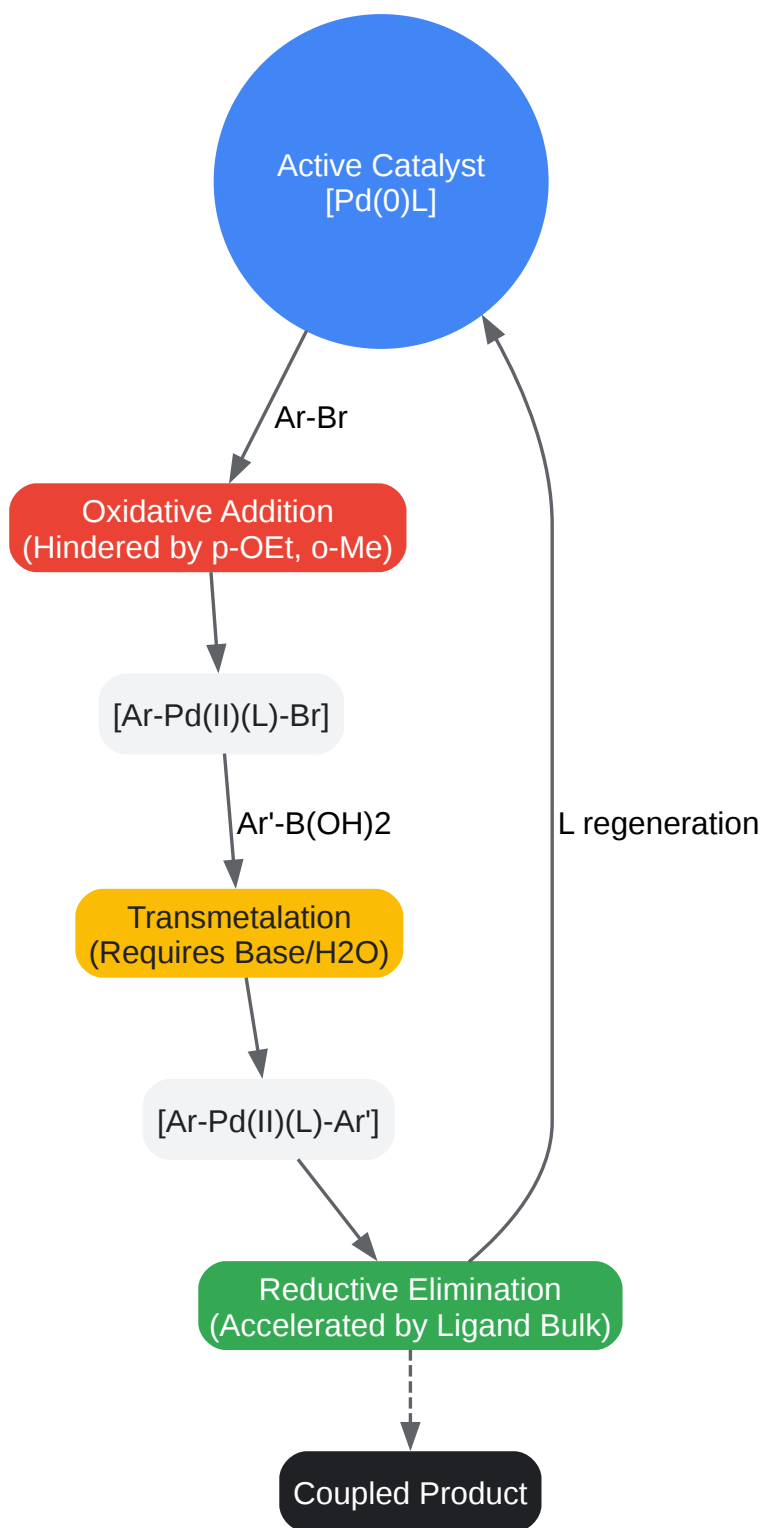 Active Catalyst
[Pd(0)L]
Ar-Br
Oxidative Addition
(Hindered by p-OEt, o-Me)
[Ar-Pd(II)(L)-Br]
Ar'-B(OH)2
L regeneration
Transmetalation
(Requires Base/H2O)
[Ar-Pd(II)(L)-Ar']
Reductive Elimination
(Accelerated by Ligand Bulk)
Coupled Product